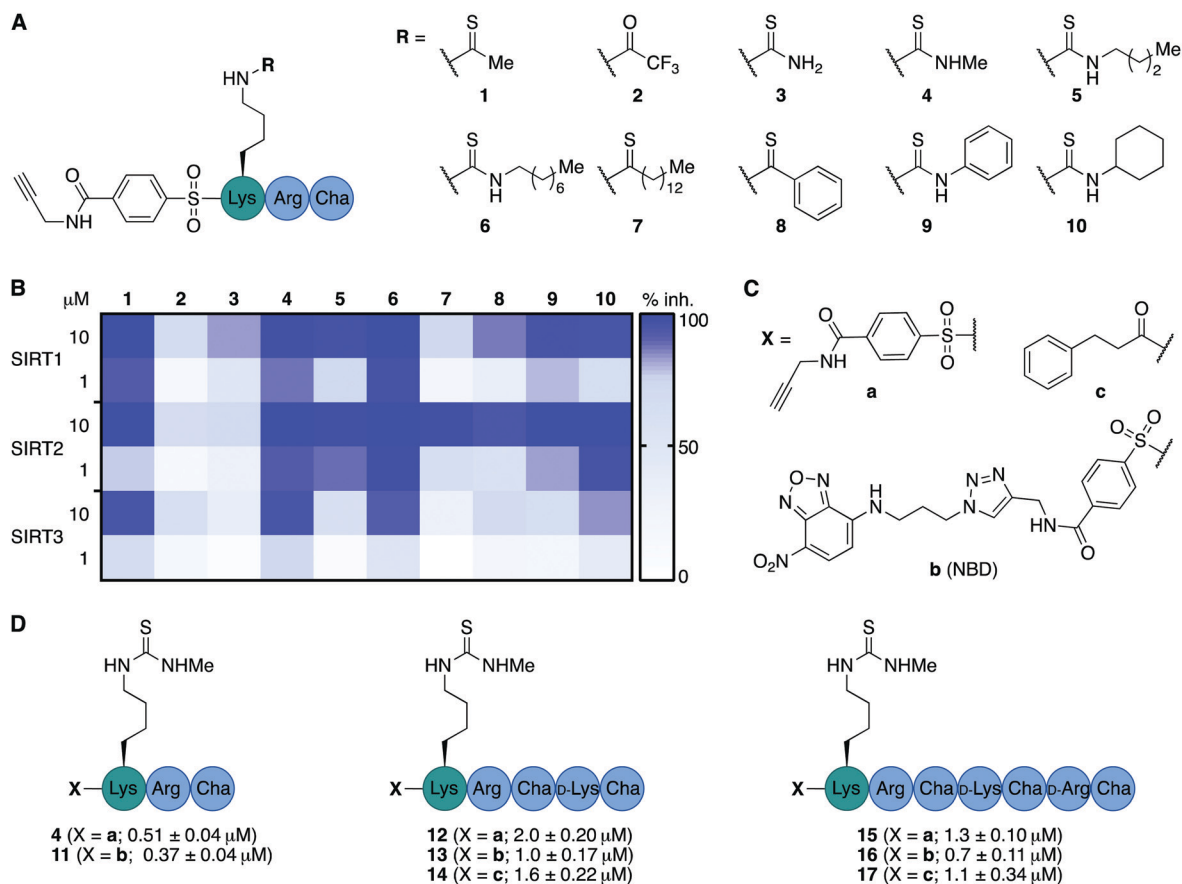 A
R =
HN
R
O
NH
O
S
O
Lys
Arg
Cha
S
Me
1
O
CF3
2
S
NH2
3
S
NHMe
4
S
N
H
Me
2
5
S
N
H
Me
6
6
S
Me
12
7
S
8
S
N
H
9
S
N
H
10
B
μM
1 2 3 4 5 6 7 8 9 10
% inh.
SIRT1
10
1
SIRT2
10
1
SIRT3
10
1
100
50
0
C
X =
O
NH
O
S
O
a
O
c
N
O
N
O2N
H
N
N=N
N
N
H
O
O
S
O
b (NBD)
D
S
HN
NHMe
X
Lys Arg Cha
4 (X = a; 0.51 ± 0.04 μM)
11 (X = b; 0.37 ± 0.04 μM)
S
HN
NHMe
X
Lys Arg Cha D-Lys Cha
12 (X = a; 2.0 ± 0.20 μM)
13 (X = b; 1.0 ± 0.17 μM)
14 (X = c; 1.6 ± 0.22 μM)
S
HN
NHMe
X
Lys Arg Cha D-Lys Cha D-Arg Cha
15 (X = a; 1.3 ± 0.10 μM)
16 (X = b; 0.7 ± 0.11 μM)
17 (X = c; 1.1 ± 0.34 μM)